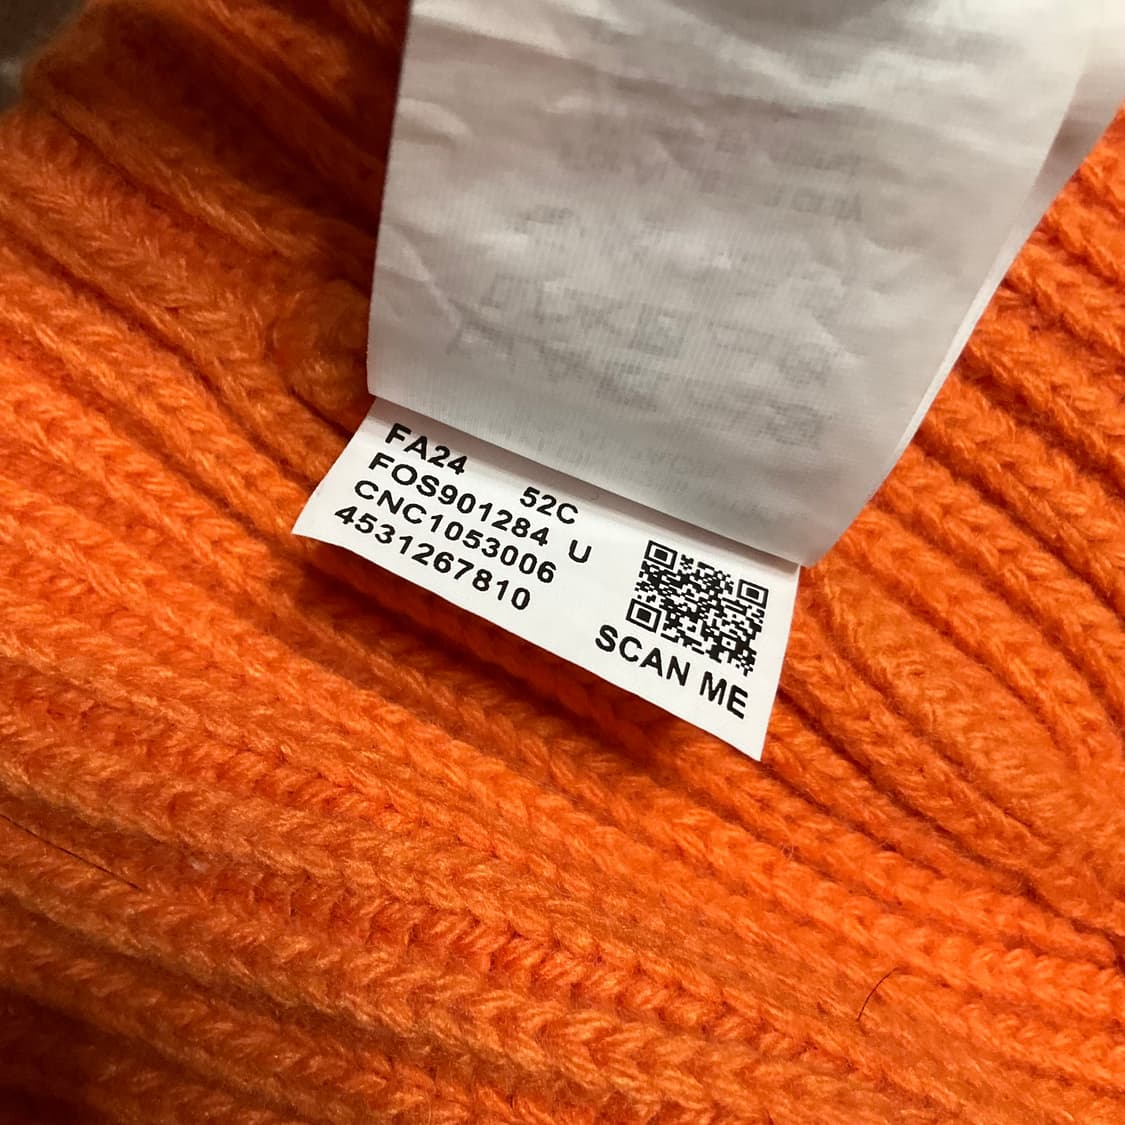 FA24 52C
FOS901284 U
CNC1053006
4531267810
SCAN ME